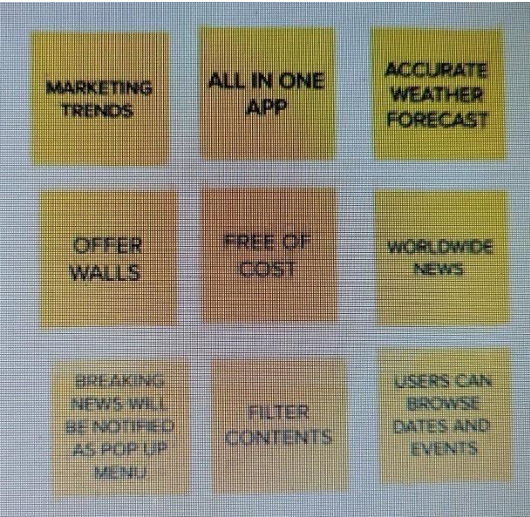 MARKETING
TRENDS
ALL IN ONE
APP
ACCURATE
WEATHER
FORECAST
OFFER
WALLS
FREE OF
COST
WORLDWIDE
NEWS
BREAKING
NEWS WILL
BE NOTIFIED
AS POP UP
MENU
FILTER
CONTENTS
USERS CAN
BROWSE
DATES AND
EVENTS